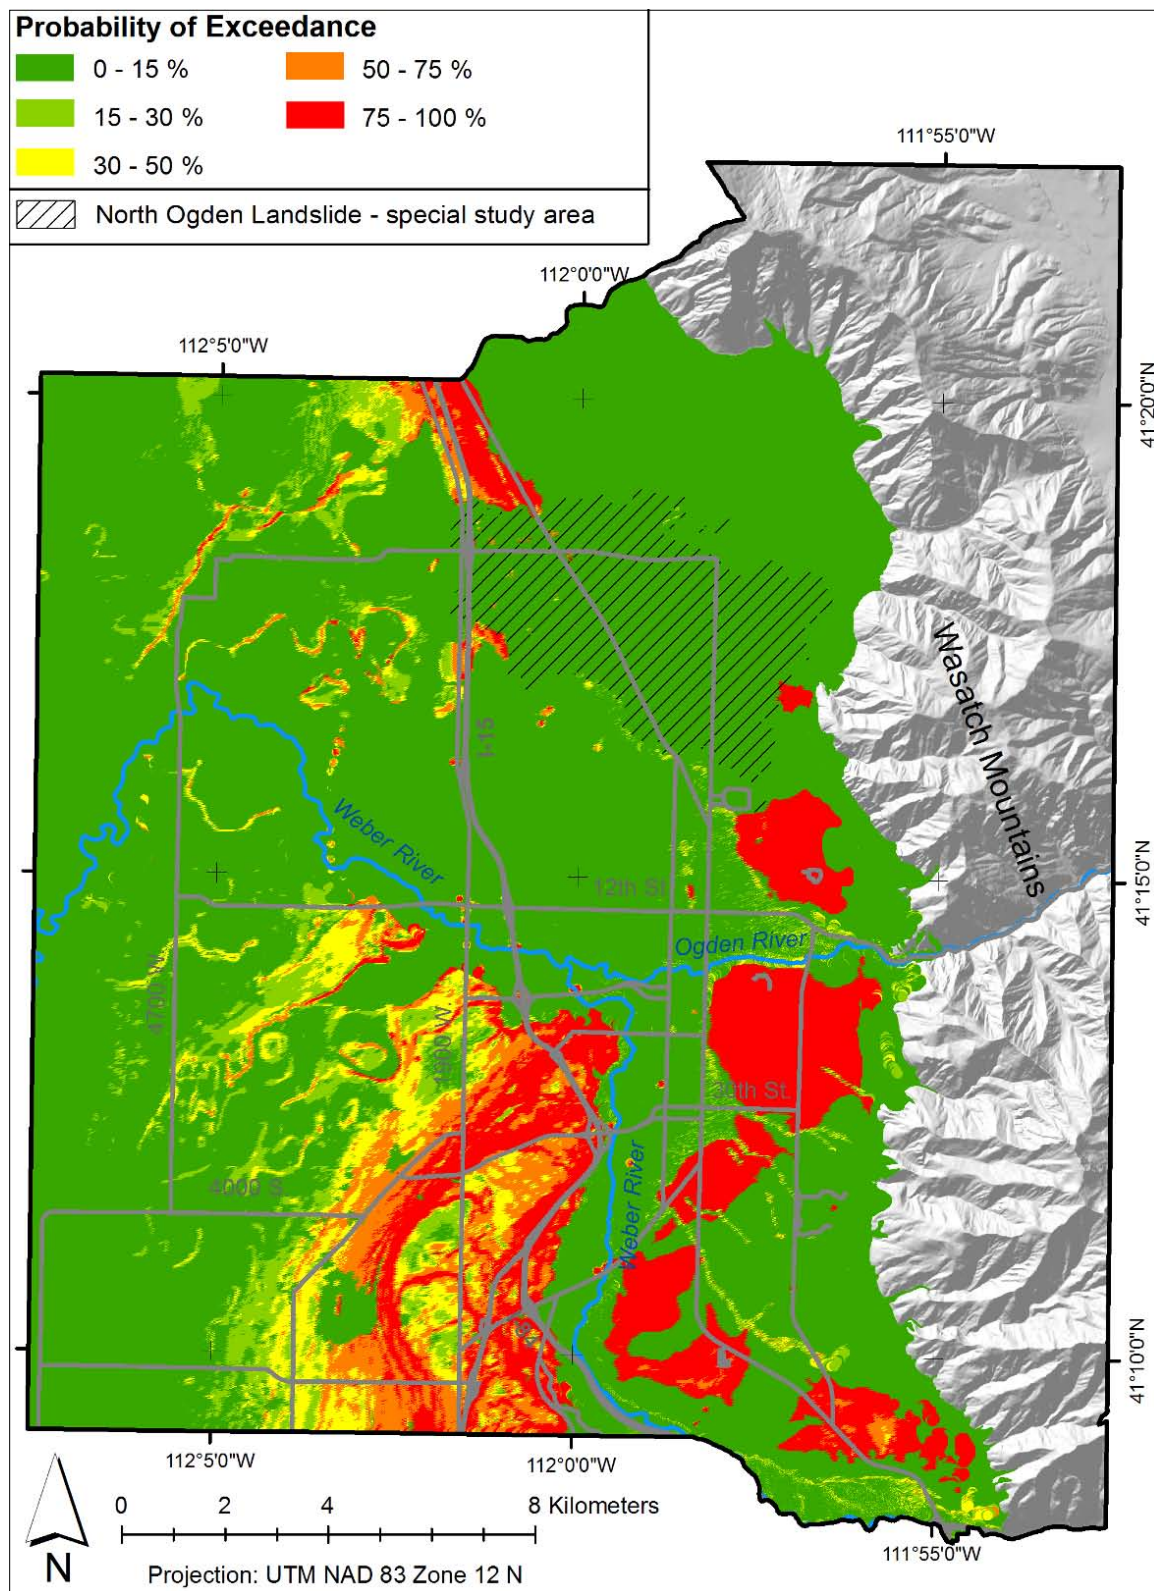 Probability of Exceedance
0 - 15 %
50 - 75 %
15 - 30 %
75 - 100 %
30 - 50 %
North Ogden Landslide - special study area
111°55'0"W
112°0'0"W
112°5'0"W
41°20'0"N
Wasatch Mountains
I-15
Weber River
41°15'0"N
12th St.
Ogden River
4700 W.
1900 W.
30th St.
Weber River
4000 S.
41°10'0"N
112°5'0"W
112°0'0"W
111°55'0"W
0 2 4 8 Kilometers
N
Projection: UTM NAD 83 Zone 12 N